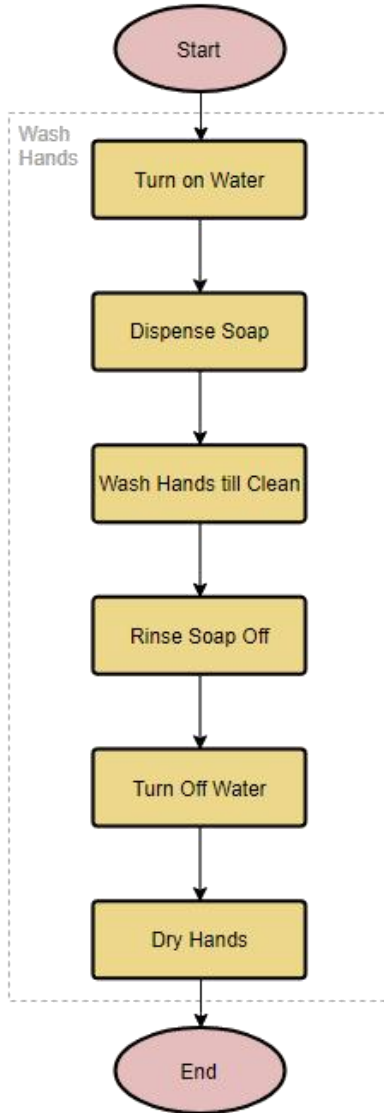 Start
Wash
Hands
Turn on Water
Dispense Soap
Wash Hands till Clean
Rinse Soap Off
Turn Off Water
Dry Hands
End